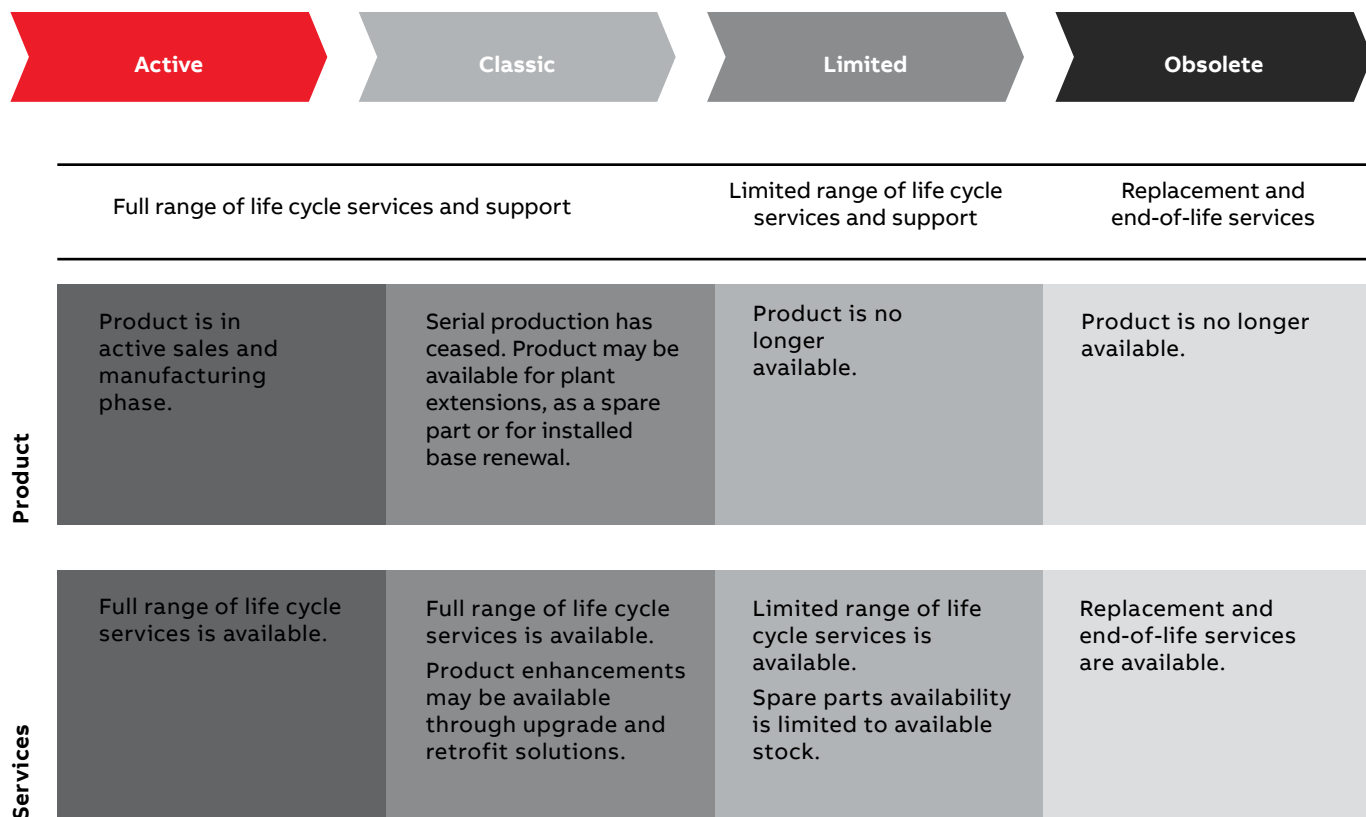 Active
Classic
Limited
Obsolete
Full range of life cycle services and support
Limited range of life cycle
services and support
Replacement and
end-of-life services
Product
Product is in
active sales and
manufacturing
phase.
Serial production has
ceased. Product may be
available for plant
extensions, as a spare
part or for installed
base renewal.
Product is no
longer
available.
Product is no longer
available.
Services
Full range of life cycle
services is available.
Full range of life cycle
services is available.
Product enhancements
may be available
through upgrade and
retrofit solutions.
Limited range of life
cycle services is
available.
Spare parts availability
is limited to available
stock.
Replacement and
end-of-life services
are available.